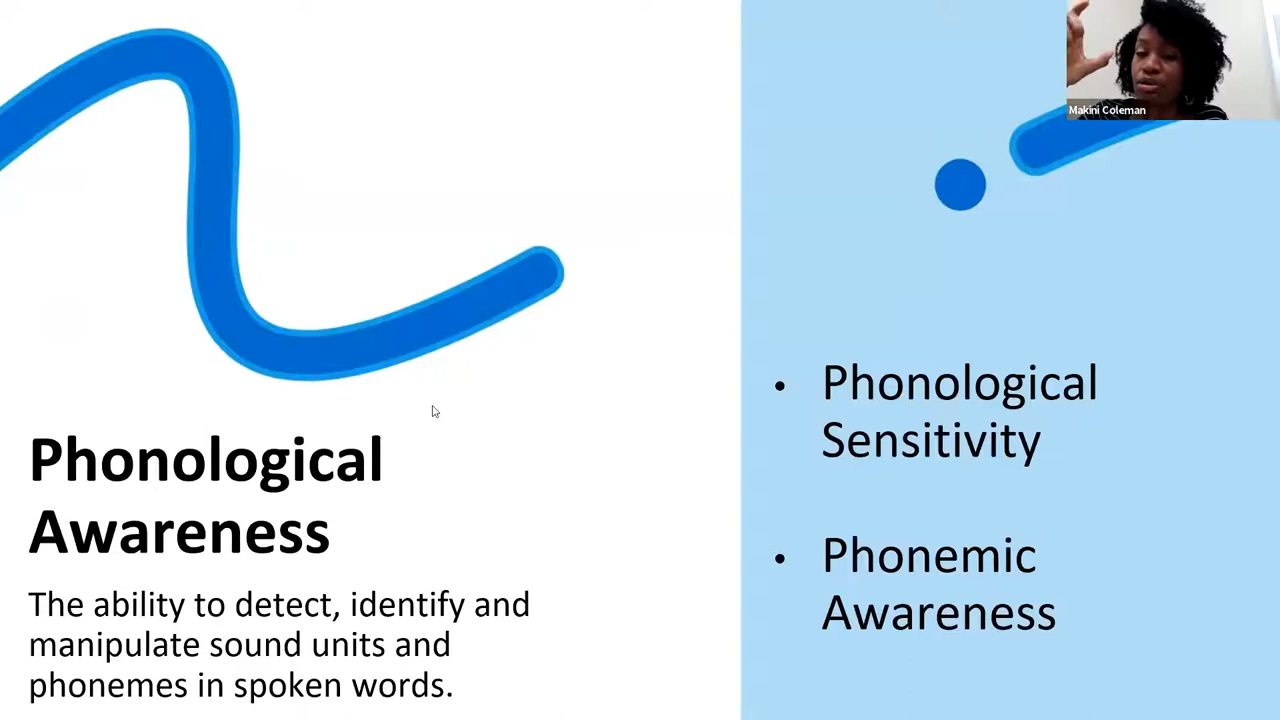 Makini Coleman
Phonological
Awareness
The ability to detect, identify and
manipulate sound units and
phonemes in spoken words.
• Phonological
Sensitivity
• Phonemic
Awareness